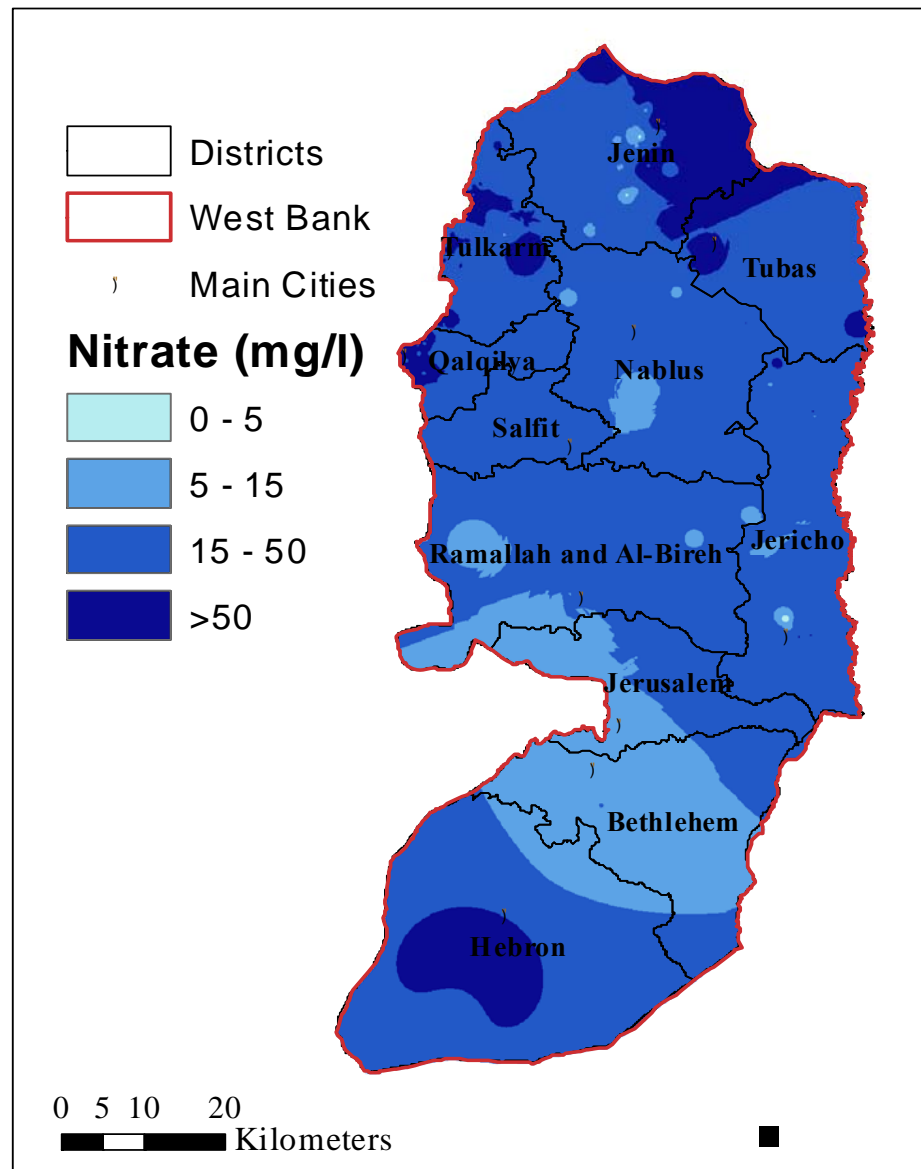 Districts
West Bank
Main Cities
Nitrate (mg/l)
0 - 5
5 - 15
15 - 50
>50
Jenin
Tulkarm
Tubas
Qalqilya
Nablus
Salfit
Ramallah and Al-Bireh
Jericho
Jerusalem
Bethlehem
Hebron
0 5 10 20
Kilometers